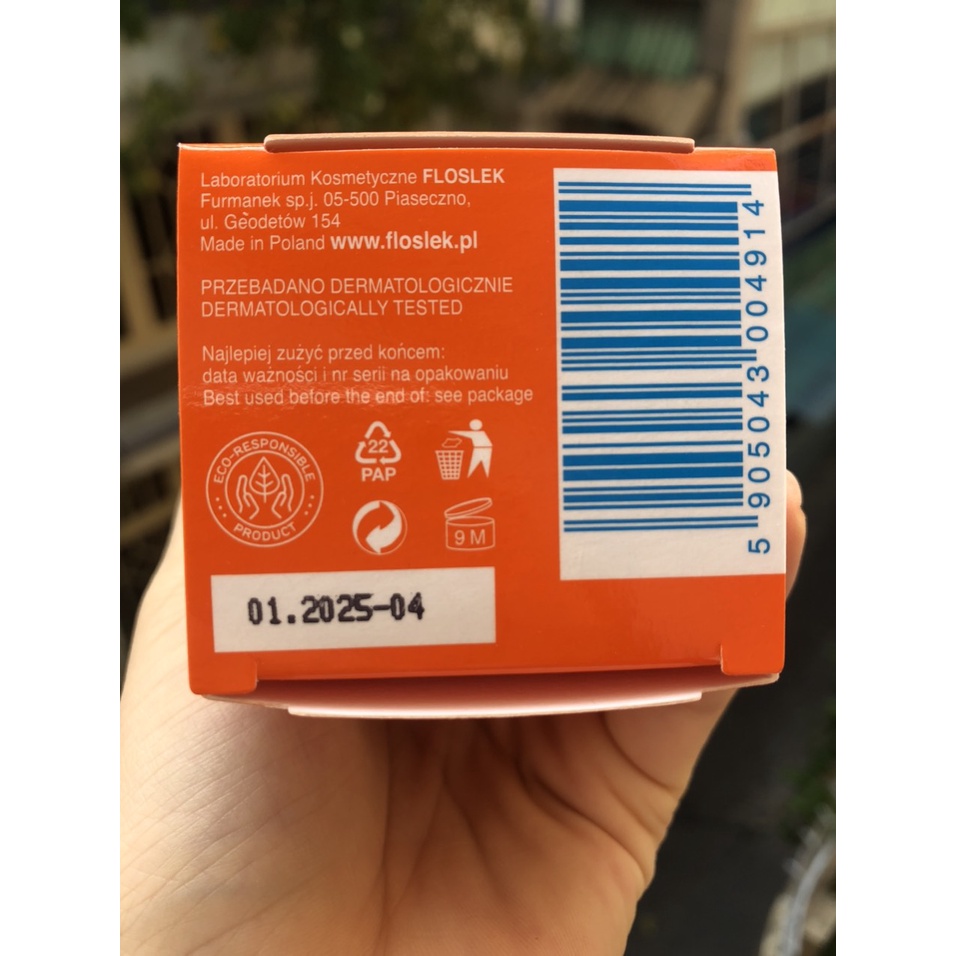 Laboratorium Kosmetyczne FLOSLEK
Furmanek sp.j. 05-500 Piaseczno,
ul. Geodetów 154
Made in Poland www.floslek.pl
PRZEBADANO DERMATOLOGICZNIE
DERMATOLOGICALLY TESTED
Najlepiej zużyć przed końcem:
data ważności i nr serii na opakowaniu
Best used before the end of: see package
ECO-RESPONSIBLE
PRODUCT
22
PAP
9 M
01.2025-04
5 905043 004914